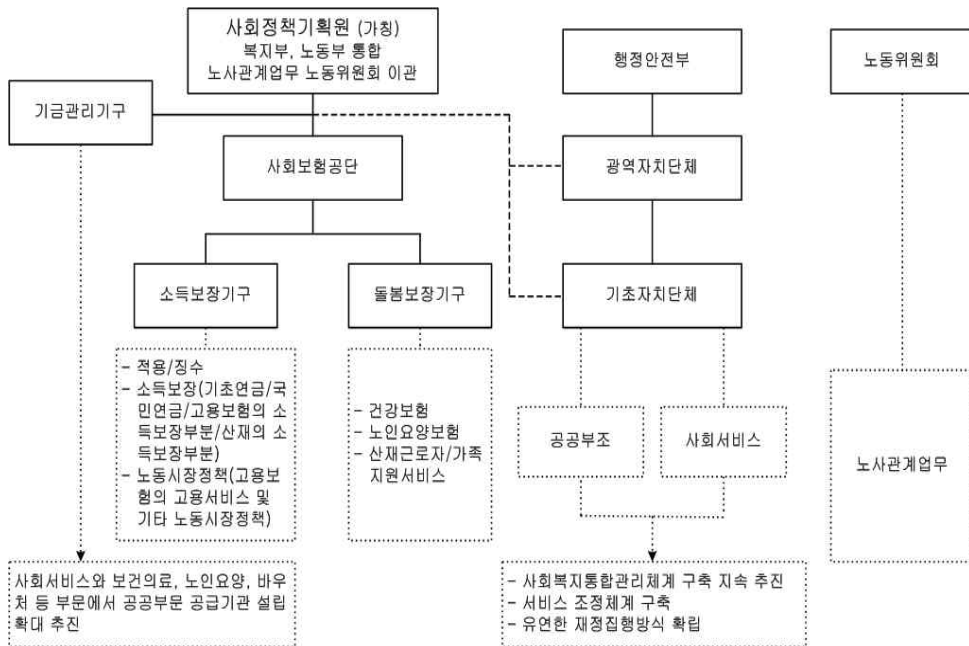 사회정책기획원 (가칭)
복지부, 노동부 통합
노사관계업무 노동위원회 이관
행정안전부
노동위원회
기금관리기구
사회보험공단
광역자치단체
소득보장기구
돌봄보장기구
기초자치단체
– 적용/징수
– 소득보장(기초연금/국
민연금/고용보험의 소
득보장부분/산재의 소
득보장부분)
– 노동시장정책(고용보
험의 고용서비스 및
기타 노동시장정책)
– 건강보험
– 노인요양보험
– 산재근로자/가족
지원서비스
공공부조
사회서비스
노사관계업무
사회서비스와 보건의료, 노인요양, 바우
처 등 부문에서 공공부문 공급기관 설립
확대 추진
– 사회복지통합관리체계 구축 지속 추진
– 서비스 조정체계 구축
– 유연한 재정집행방식 확립